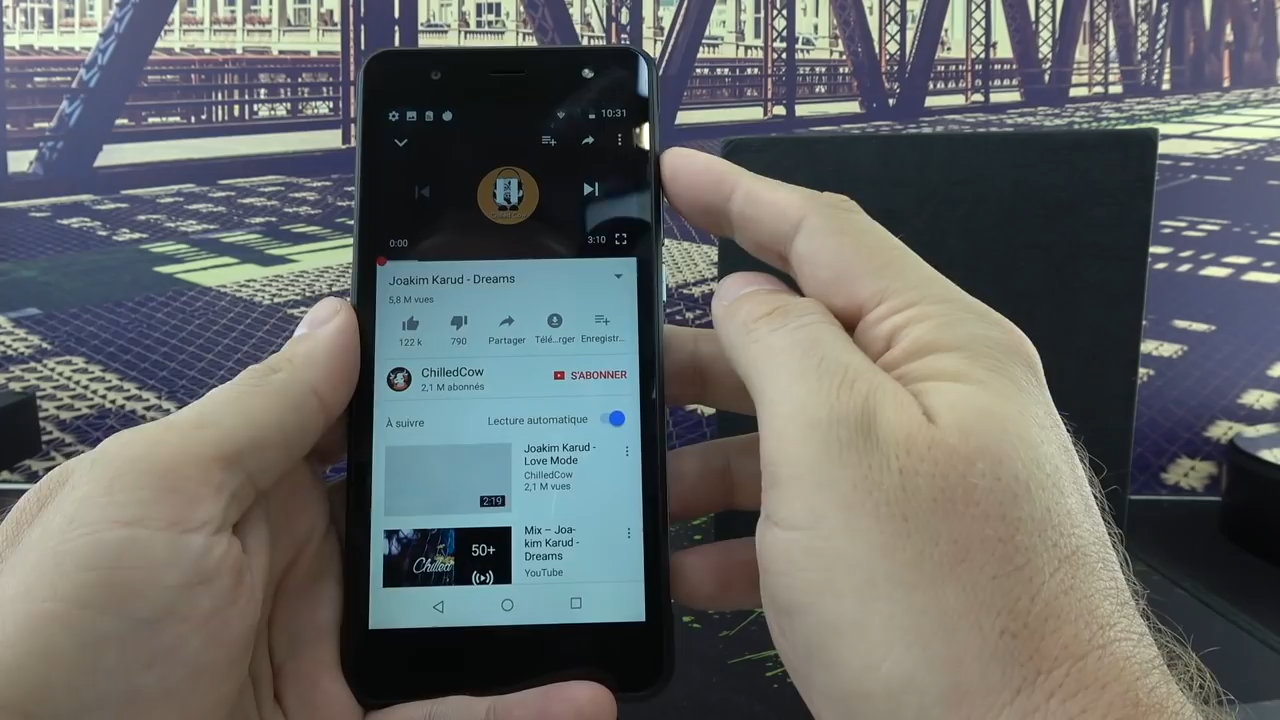 10:31
0:00
3:10
Joakim Karud - Dreams
5,8 M vues
122 k
790
Partager
Télé...rger
Enregistr...
ChilledCow
2,1 M abonnés
S'ABONNER
À suivre
Lecture automatique
2:19
Joakim Karud -
Love Mode
ChilledCow
2,1 M vues
Chilled
50+
Mix – Joa-
kim Karud -
Dreams
YouTube